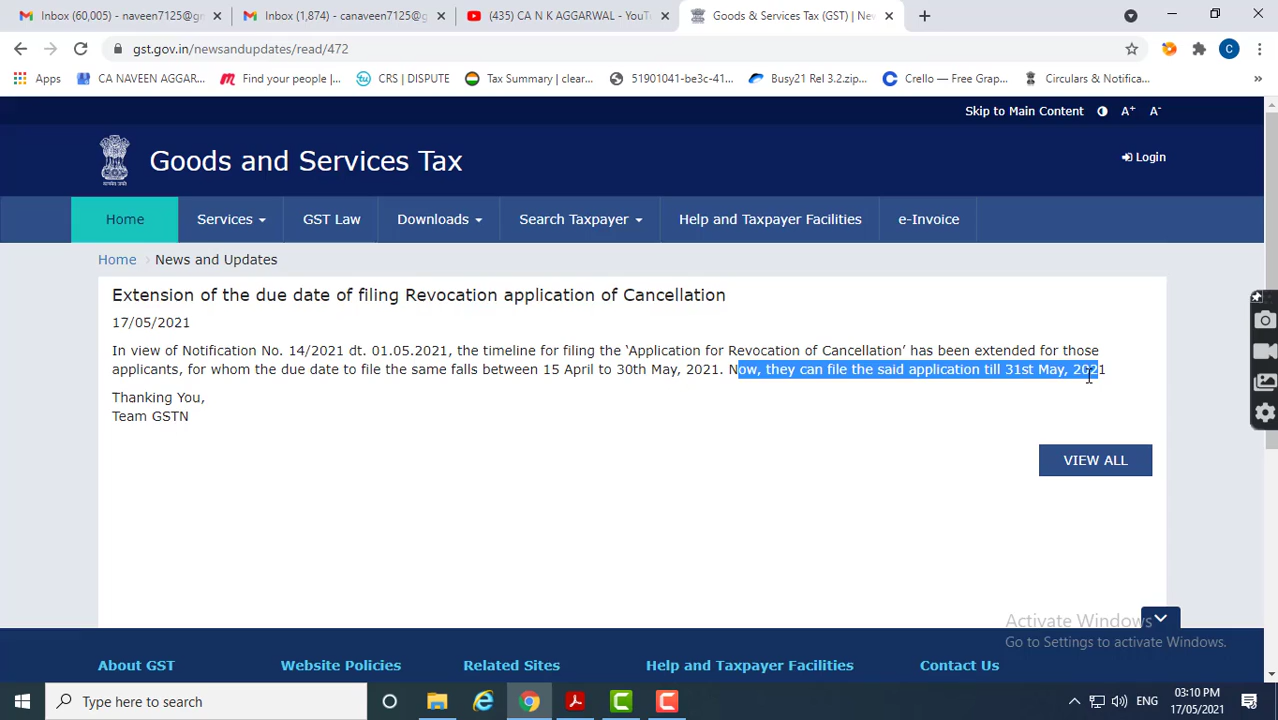 Inbox (60,005) - naveen7125@gm
Inbox (1,874) - canaveen7125@g
(435) CA N K AGGARWAL - YouT
Goods & Services Tax (GST) | Nev
gst.gov.in/newsandupdates/read/472
C
Apps
CA NAVEEN AGGAR...
Find your people |...
CRS | DISPUTE
Tax Summary | clear...
51901041-be3c-41...
Busy21 Rel 3.2.zip...
Crello — Free Grap...
Circulars & Notifica...
Skip to Main Content
A+
A-
Goods and Services Tax
Login
Home
Services
GST Law
Downloads
Search Taxpayer
Help and Taxpayer Facilities
e-Invoice
Home > News and Updates
Extension of the due date of filing Revocation application of Cancellation
17/05/2021
In view of Notification No. 14/2021 dt. 01.05.2021, the timeline for filing the ‘Application for Revocation of Cancellation’ has been extended for those
applicants, for whom the due date to file the same falls between 15 April to 30th May, 2021. Now, they can file the said application till 31st May, 2021
Thanking You,
Team GSTN
VIEW ALL
Activate Windows
Go to Settings to activate Windows.
About GST
Website Policies
Related Sites
Help and Taxpayer Facilities
Contact Us
Type here to search
ENG
03:10 PM
17/05/2021